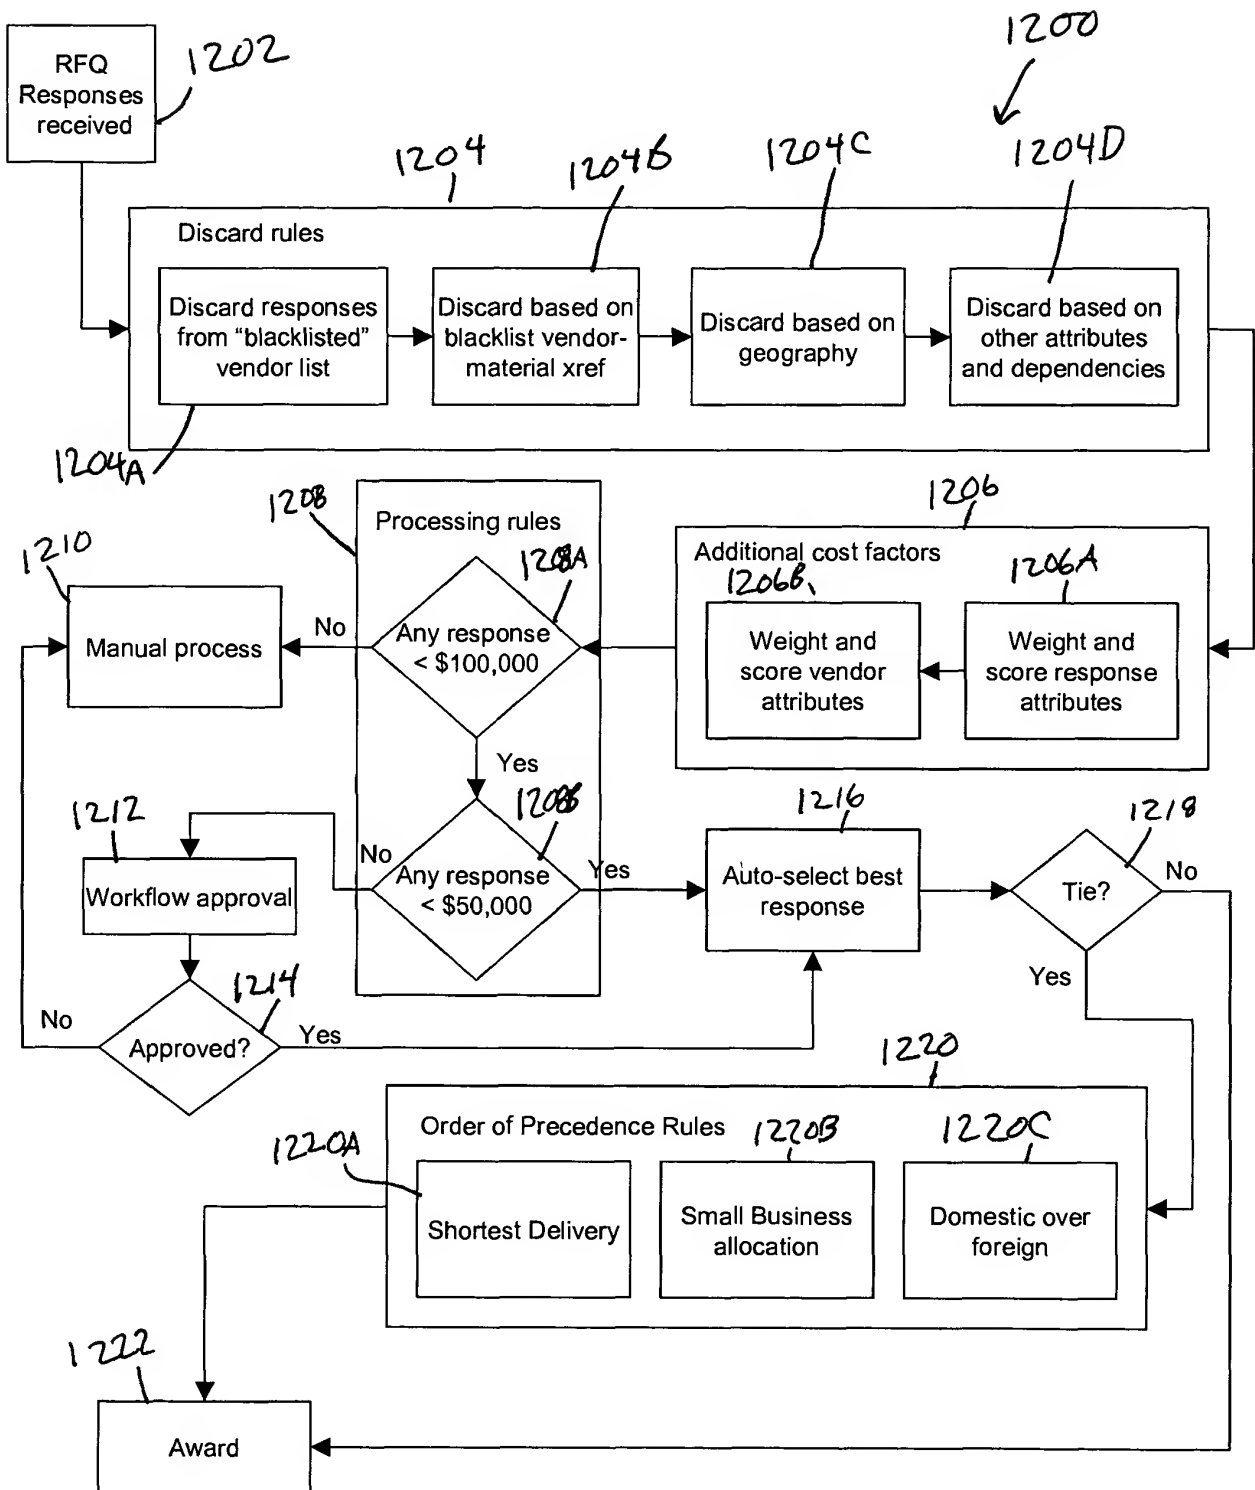 1200
RFQ
Responses
received
1202
1204
1204B
1204C
1204D
Discard rules
Discard responses
from “blacklisted”
vendor list
Discard based on
blacklist vendor-
material xref
Discard based on
geography
Discard based on
other attributes
and dependencies
1204A
1208
Processing rules
1206
Additional cost factors
1210
1208A
1206B
1206A
Manual process
No
Any response
< $100,000
Weight and
score vendor
attributes
Weight and
score response
attributes
Yes
1212
1208B
1216
1218
Workflow approval
No
Any response
< $50,000
Yes
Auto-select best
response
Tie?
No
Yes
1214
No
Approved?
Yes
1220
Order of Precedence Rules
1220A
1220B
1220C
Shortest Delivery
Small Business
allocation
Domestic over
foreign
1222
Award